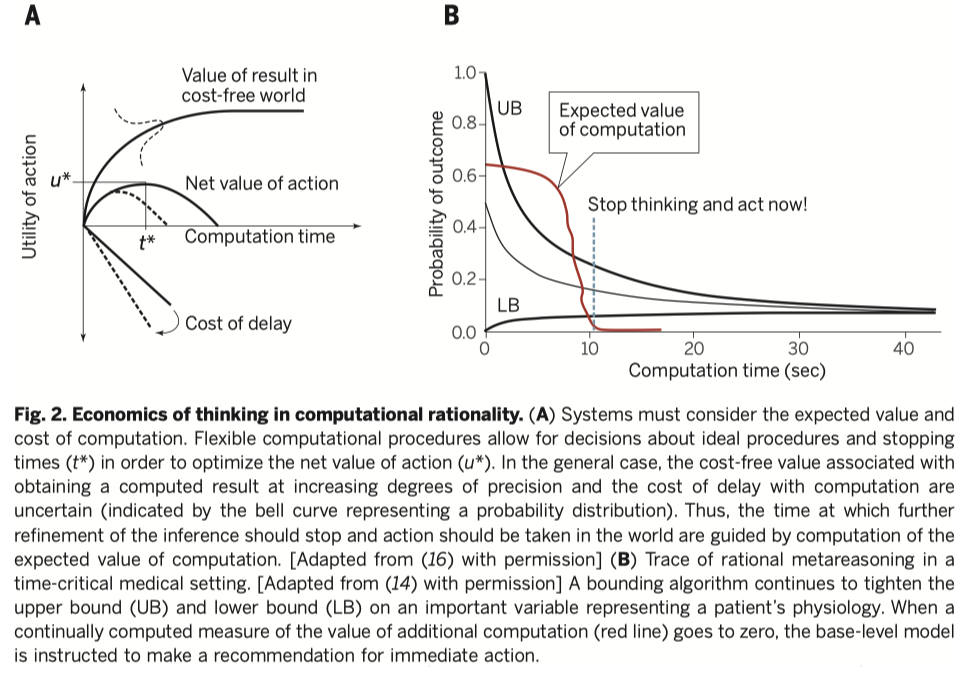 A
Value of result in
cost-free world
Utility of action
u*
Net value of action
t*
Computation time
Cost of delay
B
Probability of outcome
1.0
0.8
0.6
0.4
0.2
0.0
UB
Expected value
of computation
Stop thinking and act now!
LB
0
10
20
30
40
Computation time (sec)
Fig. 2. Economics of thinking in computational rationality. (A) Systems must consider the expected value and
cost of computation. Flexible computational procedures allow for decisions about ideal procedures and stopping
times (t*) in order to optimize the net value of action (u*). In the general case, the cost-free value associated with
obtaining a computed result at increasing degrees of precision and the cost of delay with computation are
uncertain (indicated by the bell curve representing a probability distribution). Thus, the time at which further
refinement of the inference should stop and action should be taken in the world are guided by computation of the
expected value of computation. [Adapted from (16) with permission] (B) Trace of rational metareasoning in a
time-critical medical setting. [Adapted from (14) with permission] A bounding algorithm continues to tighten the
upper bound (UB) and lower bound (LB) on an important variable representing a patient's physiology. When a
continually computed measure of the value of additional computation (red line) goes to zero, the base-level model
is instructed to make a recommendation for immediate action.